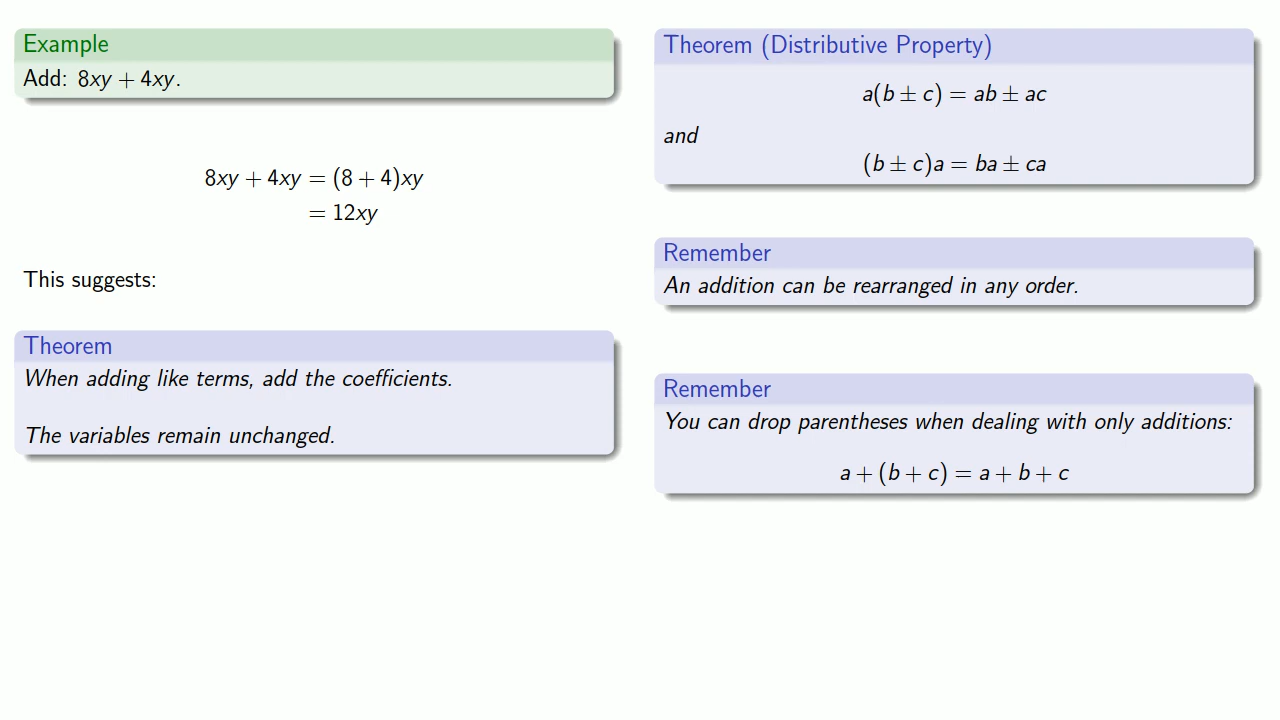 Example
Add: 8xy + 4xy.
8xy + 4xy = (8 + 4)xy
= 12xy
This suggests:
Theorem
When adding like terms, add the coefficients.
The variables remain unchanged.
Theorem (Distributive Property)
a(b ± c) = ab ± ac
and
(b ± c)a = ba ± ca
Remember
An addition can be rearranged in any order.
Remember
You can drop parentheses when dealing with only additions:
a + (b + c) = a + b + c